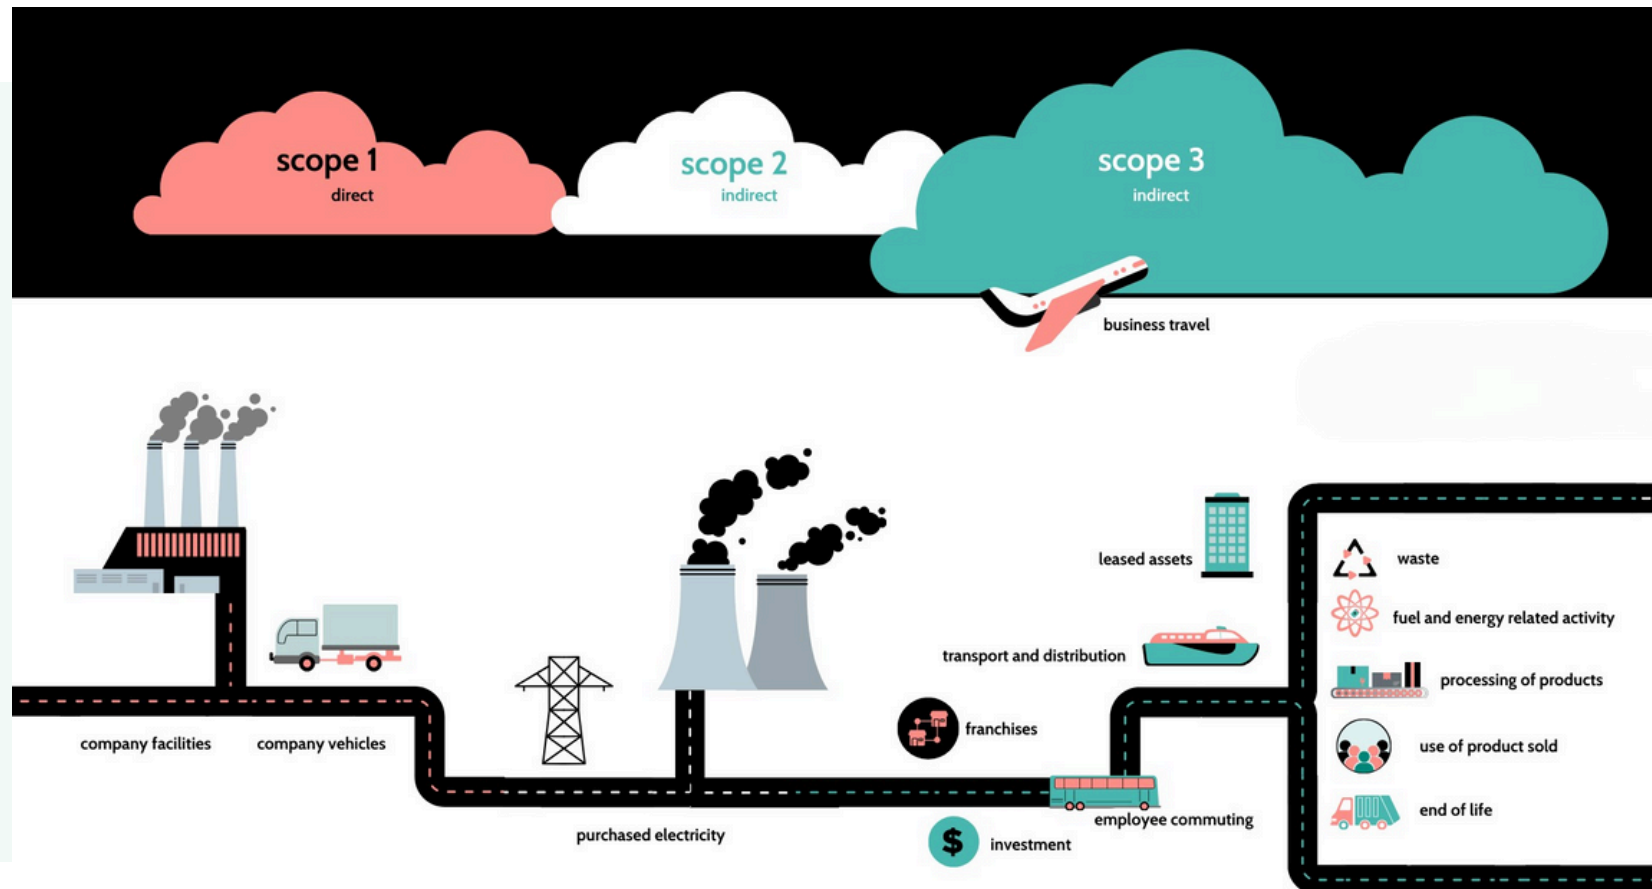 scope 1
direct
scope 2
indirect
scope 3
indirect
business travel
company facilities
company vehicles
purchased electricity
leased assets
transport and distribution
franchises
employee commuting
$
investment
waste
fuel and energy related activity
processing of products
use of product sold
end of life